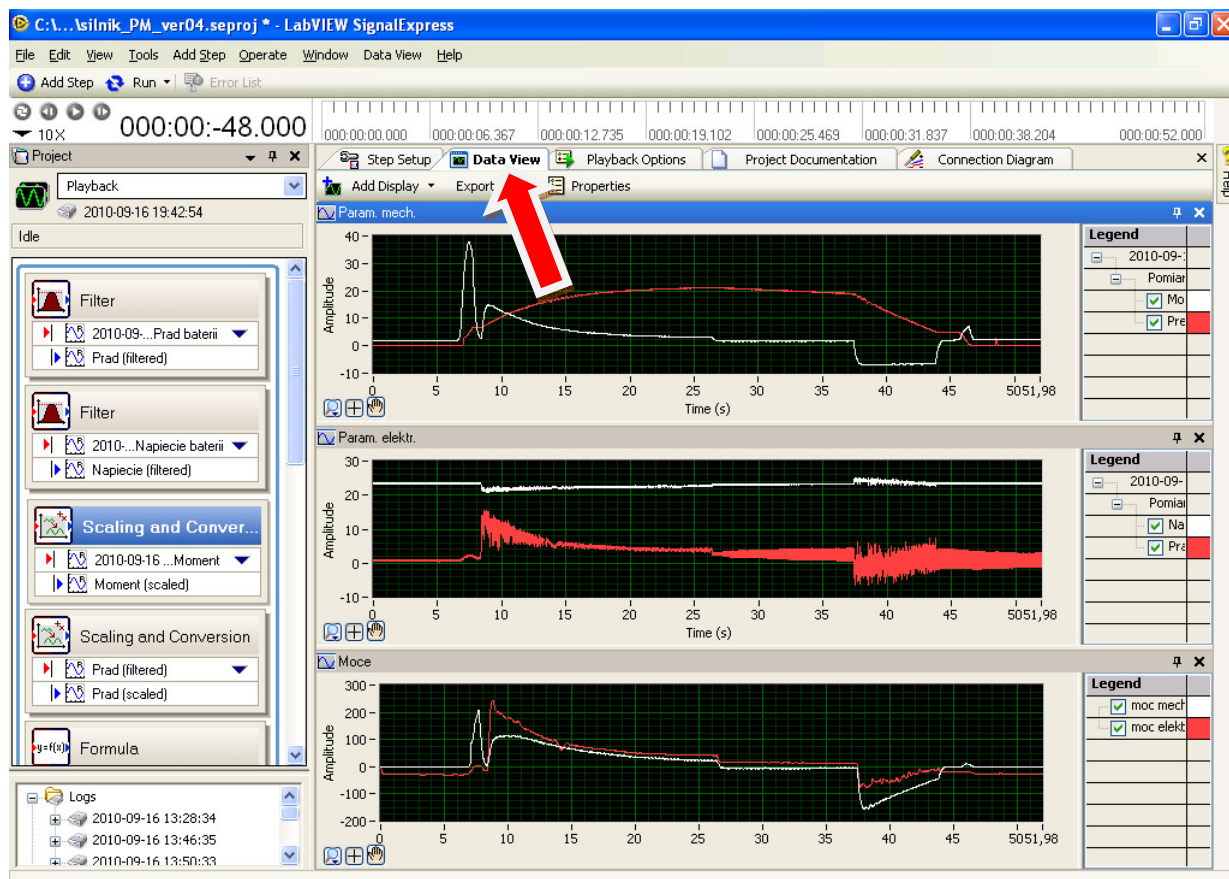 C:\...\silnik_PM_ver04.seproj * - LabVIEW SignalExpress
File Edit View Tools Add Step Operate Window Data View Help
Add Step Run Error List
10X 000:00:-48.000
000:00:00.000 000:00:06.367 000:00:12.735 000:00:19.102 000:00:25.469 000:00:31.837 000:00:38.204 000:00:52.000
Project
Playback
2010-09-16 19:42:54
Idle
Filter
2010-09-...Prad baterii
Prad (filtered)
Filter
2010-...Napiecie baterii
Napiecie (filtered)
Scaling and Conver...
2010-09-16 ...Moment
Moment (scaled)
Scaling and Conversion
Prad (filtered)
Prad (scaled)
y=f(x)
Formula
Logs
2010-09-16 13:28:34
2010-09-16 13:46:35
2010-09-16 13:50:33
Step Setup Data View Playback Options Project Documentation Connection Diagram
Help
Add Display Export Properties
Param. mech.
40
30
20
10
0
-10
Amplitude
0 5 10 15 20 25 30 35 40 45 5051,98
Time (s)
Legend
2010-09-1
Pomiar
Mo
Pre
Param. elektr.
30
20
10
0
-10
Amplitude
0 5 10 15 20 25 30 35 40 45 5051,98
Time (s)
Legend
2010-09-
Pomiar
Na
Pra
Moce
300
200
100
0
-100
-200
Amplitude
0 5 10 15 20 25 30 35 40 45 5051,98
Legend
moc mech
moc elekt